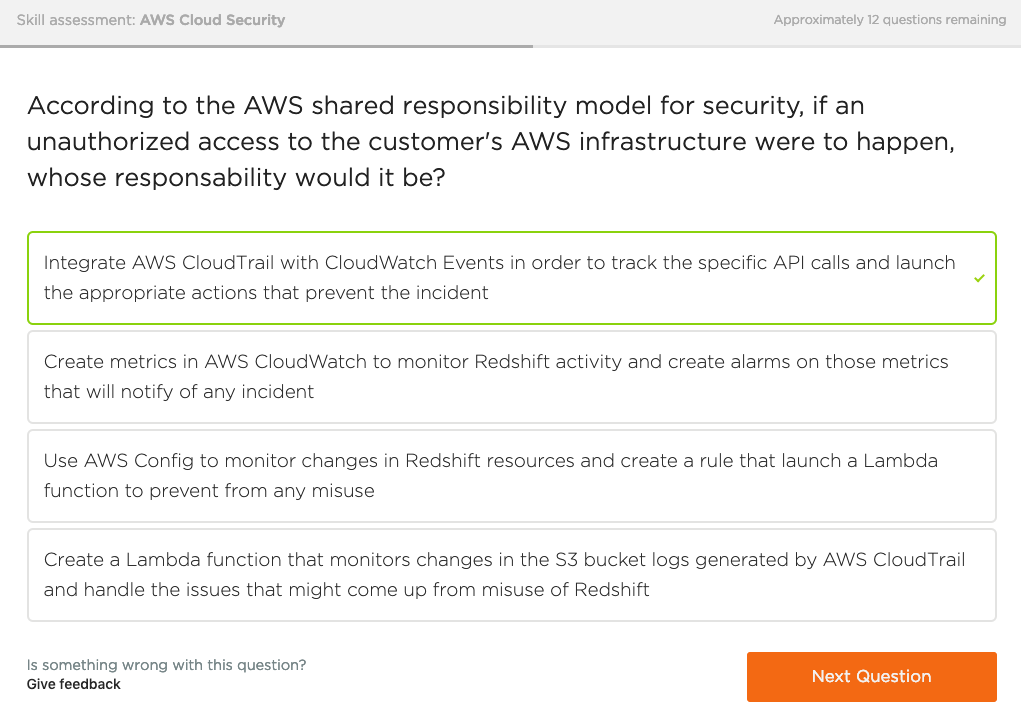 Skill assessment: AWS Cloud Security
Approximately 12 questions remaining
According to the AWS shared responsibility model for security, if an
unauthorized access to the customer's AWS infrastructure were to happen,
whose responsability would it be?
Integrate AWS CloudTrail with CloudWatch Events in order to track the specific API calls and launch
the appropriate actions that prevent the incident
Create metrics in AWS CloudWatch to monitor Redshift activity and create alarms on those metrics
that will notify of any incident
Use AWS Config to monitor changes in Redshift resources and create a rule that launch a Lambda
function to prevent from any misuse
Create a Lambda function that monitors changes in the S3 bucket logs generated by AWS CloudTrail
and handle the issues that might come up from misuse of Redshift
Is something wrong with this question?
Give feedback
Next Question